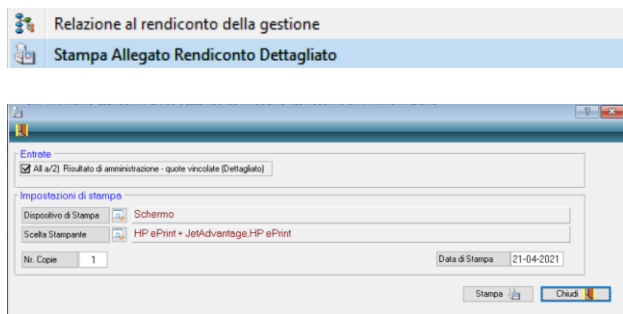 Relazione al rendiconto della gestione
Stampa Allegato Rendiconto Dettagliato
Entrate
All a/2) Risultato di amministrazione - quote vincolate (Dettagliato)
Impostazioni di stampa
Dispositivo di Stampa Schermo
Scelta Stampante HP ePrint + JetAdvantage,HP ePrint
Nr. Copie 1 Data di Stampa 21-04-2021
Stampa Chiudi